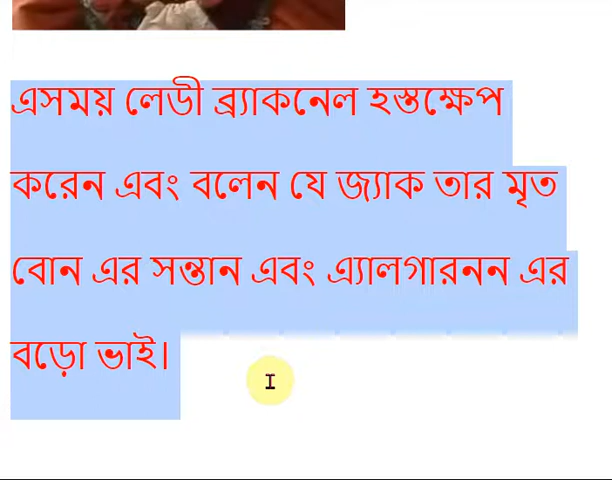 এসময় লেডী ব্র্যাকনেল হস্তক্ষেপ
করেন এবং বলেন যে জ্যাক তার মৃত
বোন এর সন্তান এবং এ্যালগারনন এর
বড়ো ভাই।